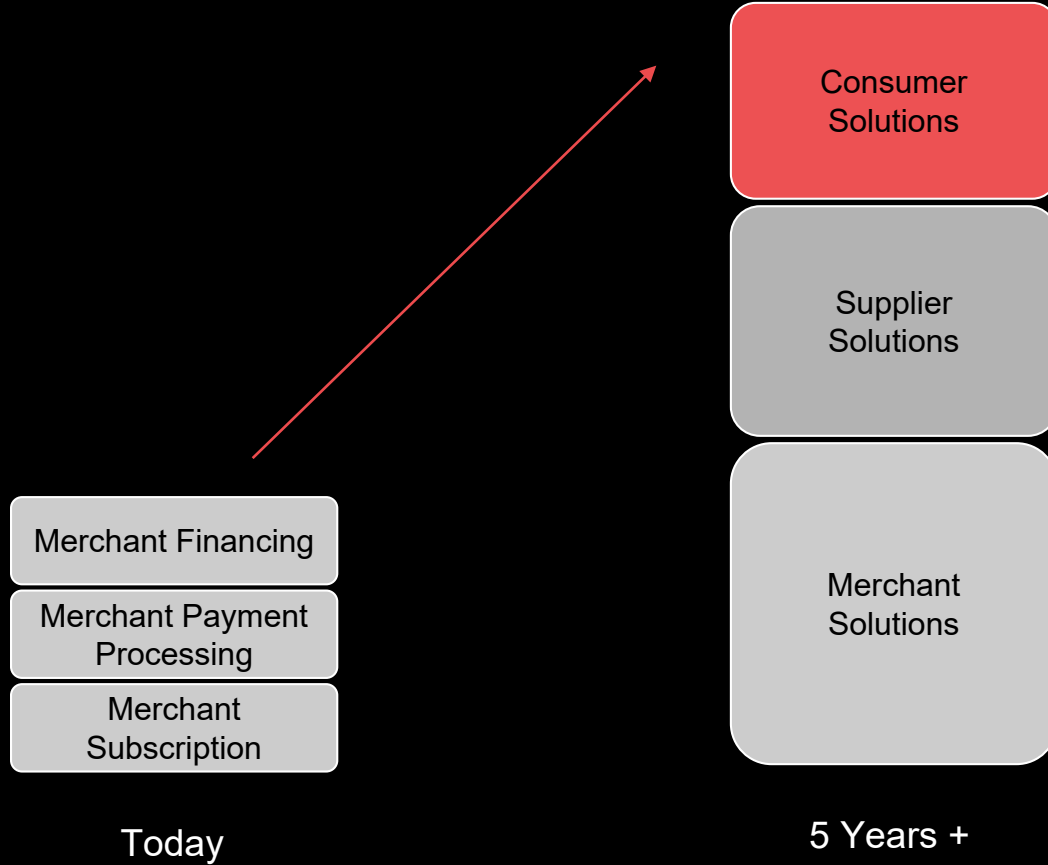 Merchant Financing
Merchant Payment
Processing
Merchant
Subscription
Today
Consumer
Solutions
Supplier
Solutions
Merchant
Solutions
5 Years +